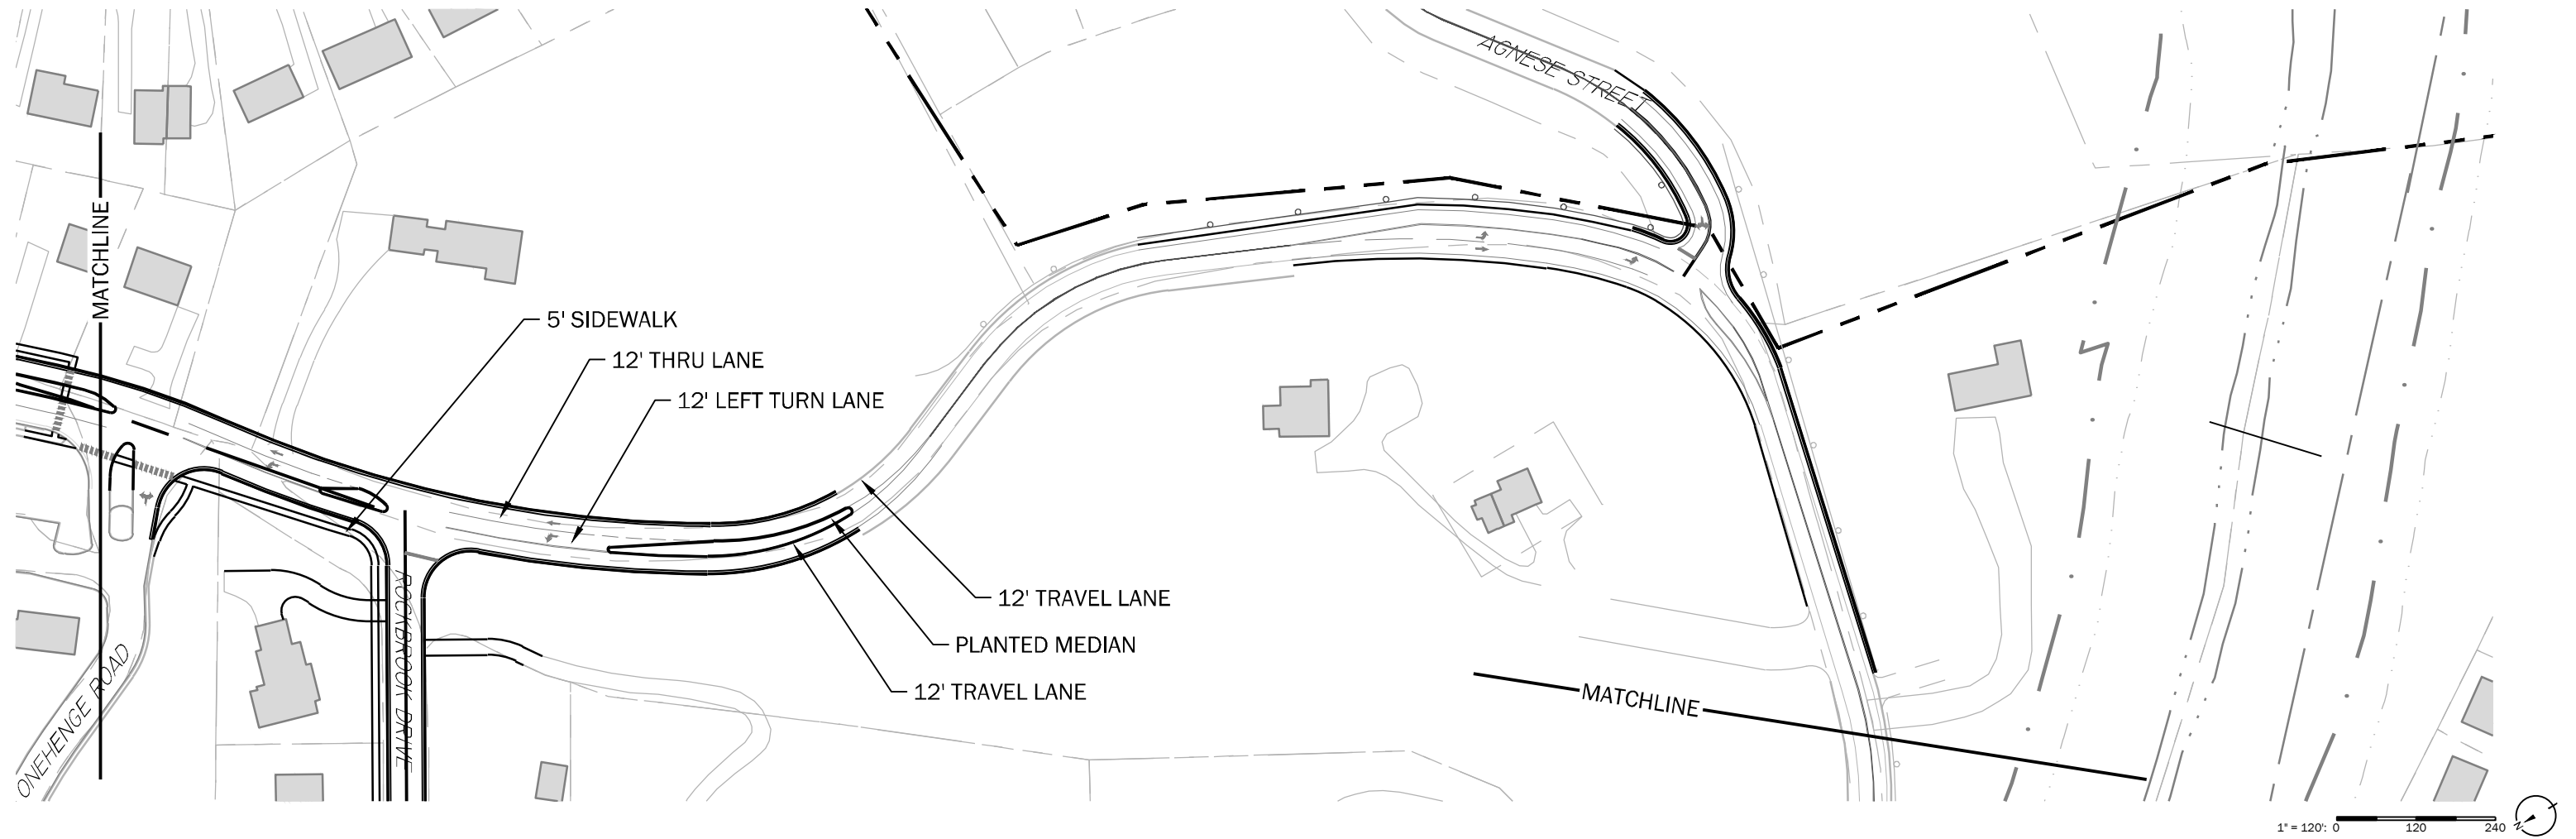 AGNESE STREET
MATCHLINE
5' SIDEWALK
12' THRU LANE
12' LEFT TURN LANE
12' TRAVEL LANE
PLANTED MEDIAN
12' TRAVEL LANE
ONEHENGE ROAD
ROCKBROOK DRIVE
MATCHLINE
1" = 120': 0 120 240
N